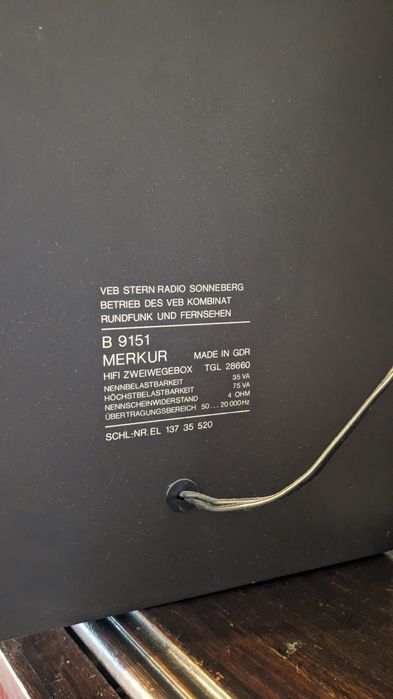 VEB STERN RADIO SONNEBERG
BETRIEB DES VEB KOMBINAT
RUNDFUNK UND FERNSEHEN
B 9151
MERKUR MADE IN GDR
HIFI ZWEIWEGEBOX TGL 28660
NENNBELASTBARKEIT 35 VA
HÖCHSTBELASTBARKEIT 75 VA
NENNSCHEINWIDERSTAND 4 OHM
ÜBERTRAGUNGSBEREICH 50...20 000 Hz
SCHL-NR.EL 137 35 520